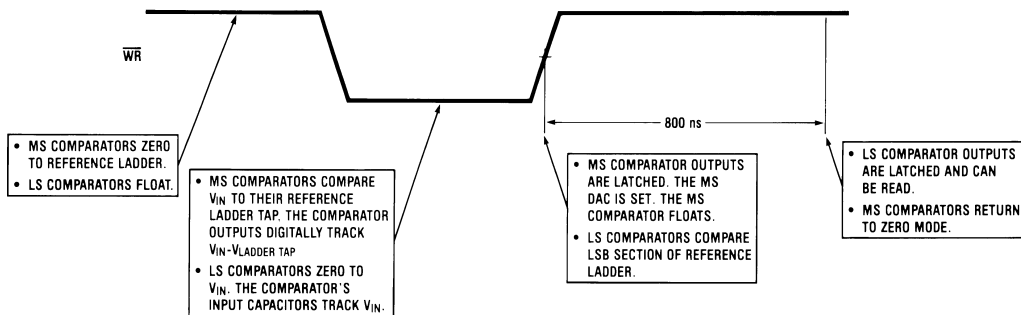 WR
800 ns
• MS COMPARATORS ZERO
TO REFERENCE LADDER.
• LS COMPARATORS FLOAT.
• MS COMPARATORS COMPARE
VIN TO THEIR REFERENCE
LADDER TAP. THE COMPARATOR
OUTPUTS DIGITALLY TRACK
VIN-VLADDER TAP
• LS COMPARATORS ZERO TO
VIN. THE COMPARATOR'S
INPUT CAPACITORS TRACK VIN.
• MS COMPARATOR OUTPUTS
ARE LATCHED. THE MS
DAC IS SET. THE MS
COMPARATOR FLOATS.
• LS COMPARATORS COMPARE
LSB SECTION OF REFERENCE
LADDER.
• LS COMPARATOR OUTPUTS
ARE LATCHED AND CAN
BE READ.
• MS COMPARATORS RETURN
TO ZERO MODE.